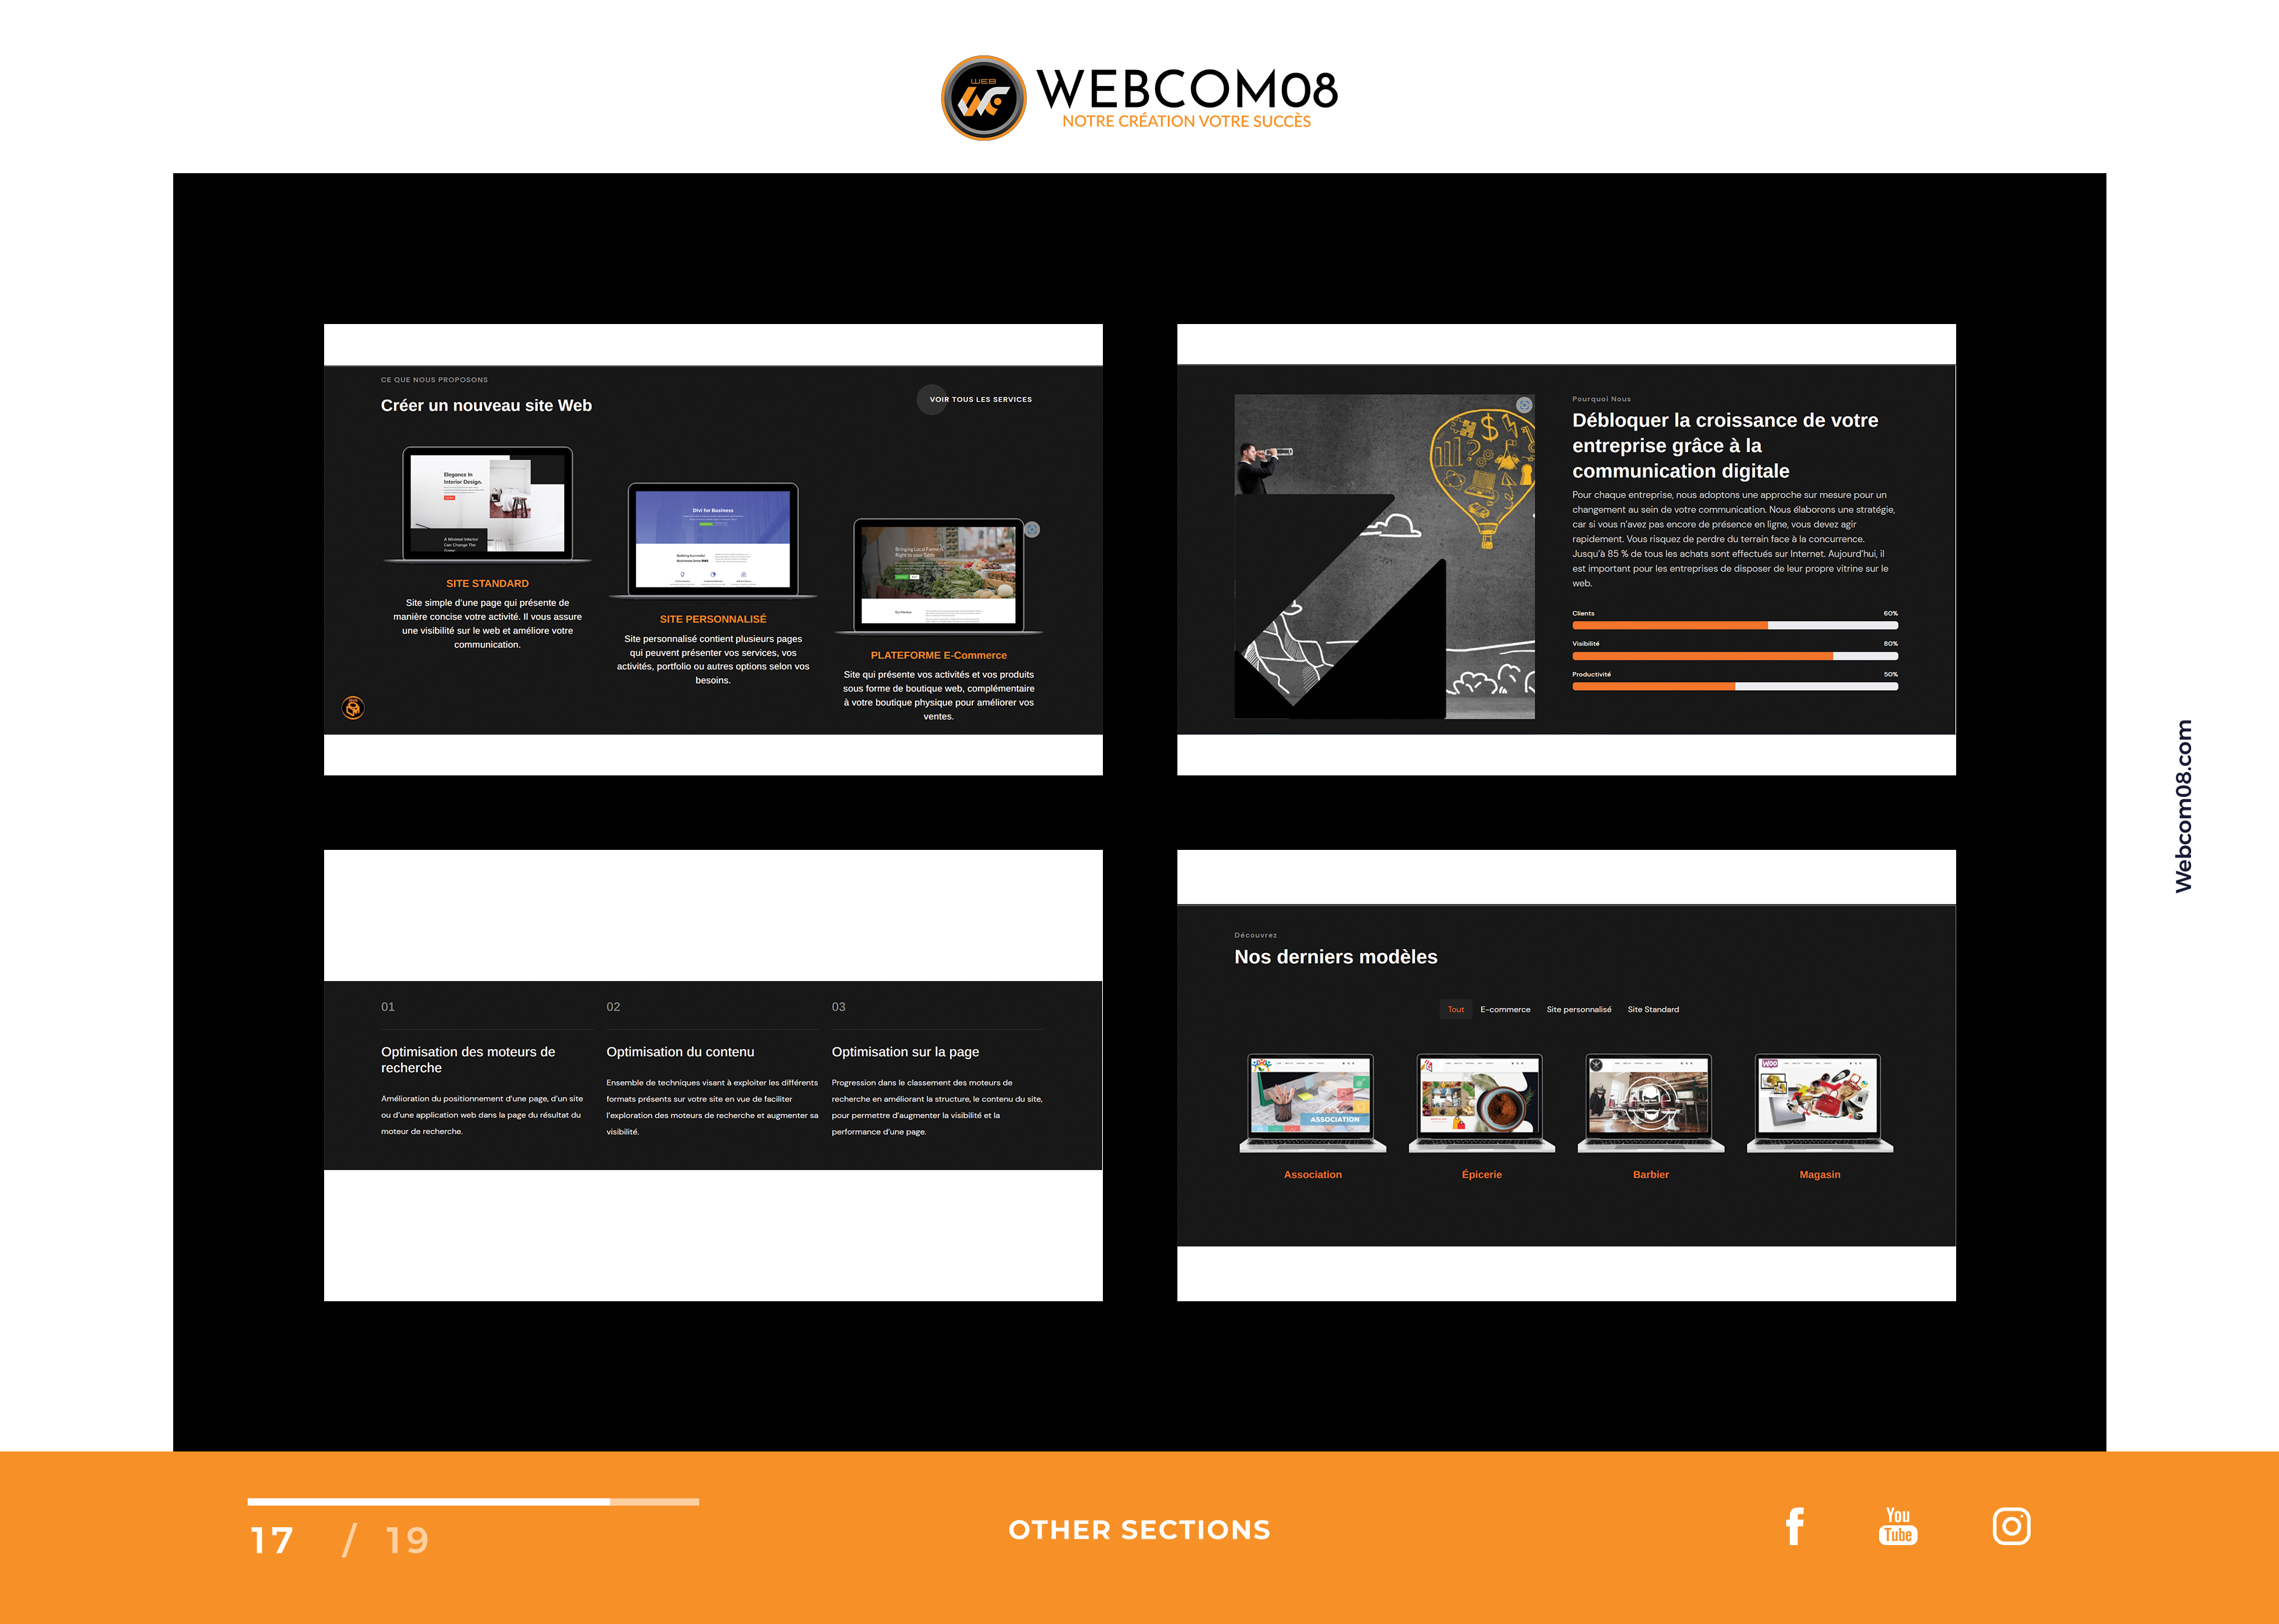 WEB
WEBCOM08
NOTRE CRÉATION VOTRE SUCCÈS
CE QUE NOUS PROPOSONS
Créer un nouveau site Web
VOIR TOUS LES SERVICES
Elegance In
Interior Design.
A Minimal Interior
Can Change The
SITE STANDARD
Site simple d'une page qui présente de
manière concise votre activité. Il vous assure
une visibilité sur le web et améliore votre
communication.
Divi for Business
Building Successful
Businesses Since 1985
SITE PERSONNALISÉ
Site personnalisé contient plusieurs pages
qui peuvent présenter vos services, vos
activités, portfolio ou autres options selon vos
besoins.
Bringing Local Farmers
Right to your Table
PLATEFORME E-Commerce
Site qui présente vos activités et vos produits
sous forme de boutique web, complémentaire
à votre boutique physique pour améliorer vos
ventes.
Pourquoi Nous
Débloquer la croissance de votre
entreprise grâce à la
communication digitale
Pour chaque entreprise, nous adoptons une approche sur mesure pour un
changement au sein de votre communication. Nous élaborons une stratégie,
car si vous n'avez pas encore de présence en ligne, vous devez agir
rapidement. Vous risquez de perdre du terrain face à la concurrence.
Jusqu'à 85 % de tous les achats sont effectués sur Internet. Aujourd'hui, il
est important pour les entreprises de disposer de leur propre vitrine sur le
web.
Clients 60%
Visibilité 80%
Productivité 50%
01
Optimisation des moteurs de
recherche
Amélioration du positionnement d'une page, d'un site
ou d'une application web dans la page du résultat du
moteur de recherche.
02
Optimisation du contenu
Ensemble de techniques visant à exploiter les différents
formats présents sur votre site en vue de faciliter
l'exploration des moteurs de recherche et augmenter sa
visibilité.
03
Optimisation sur la page
Progression dans le classement des moteurs de
recherche en améliorant la structure, le contenu du site,
pour permettre d'augmenter la visibilité et la
performance d'une page.
Découvrez
Nos derniers modèles
Tout E-commerce Site personnalisé Site Standard
ASSOCIATION
WOO
Association
Épicerie
Barbier
Magasin
Webcom08.com
17 / 19
OTHER SECTIONS
You
Tube